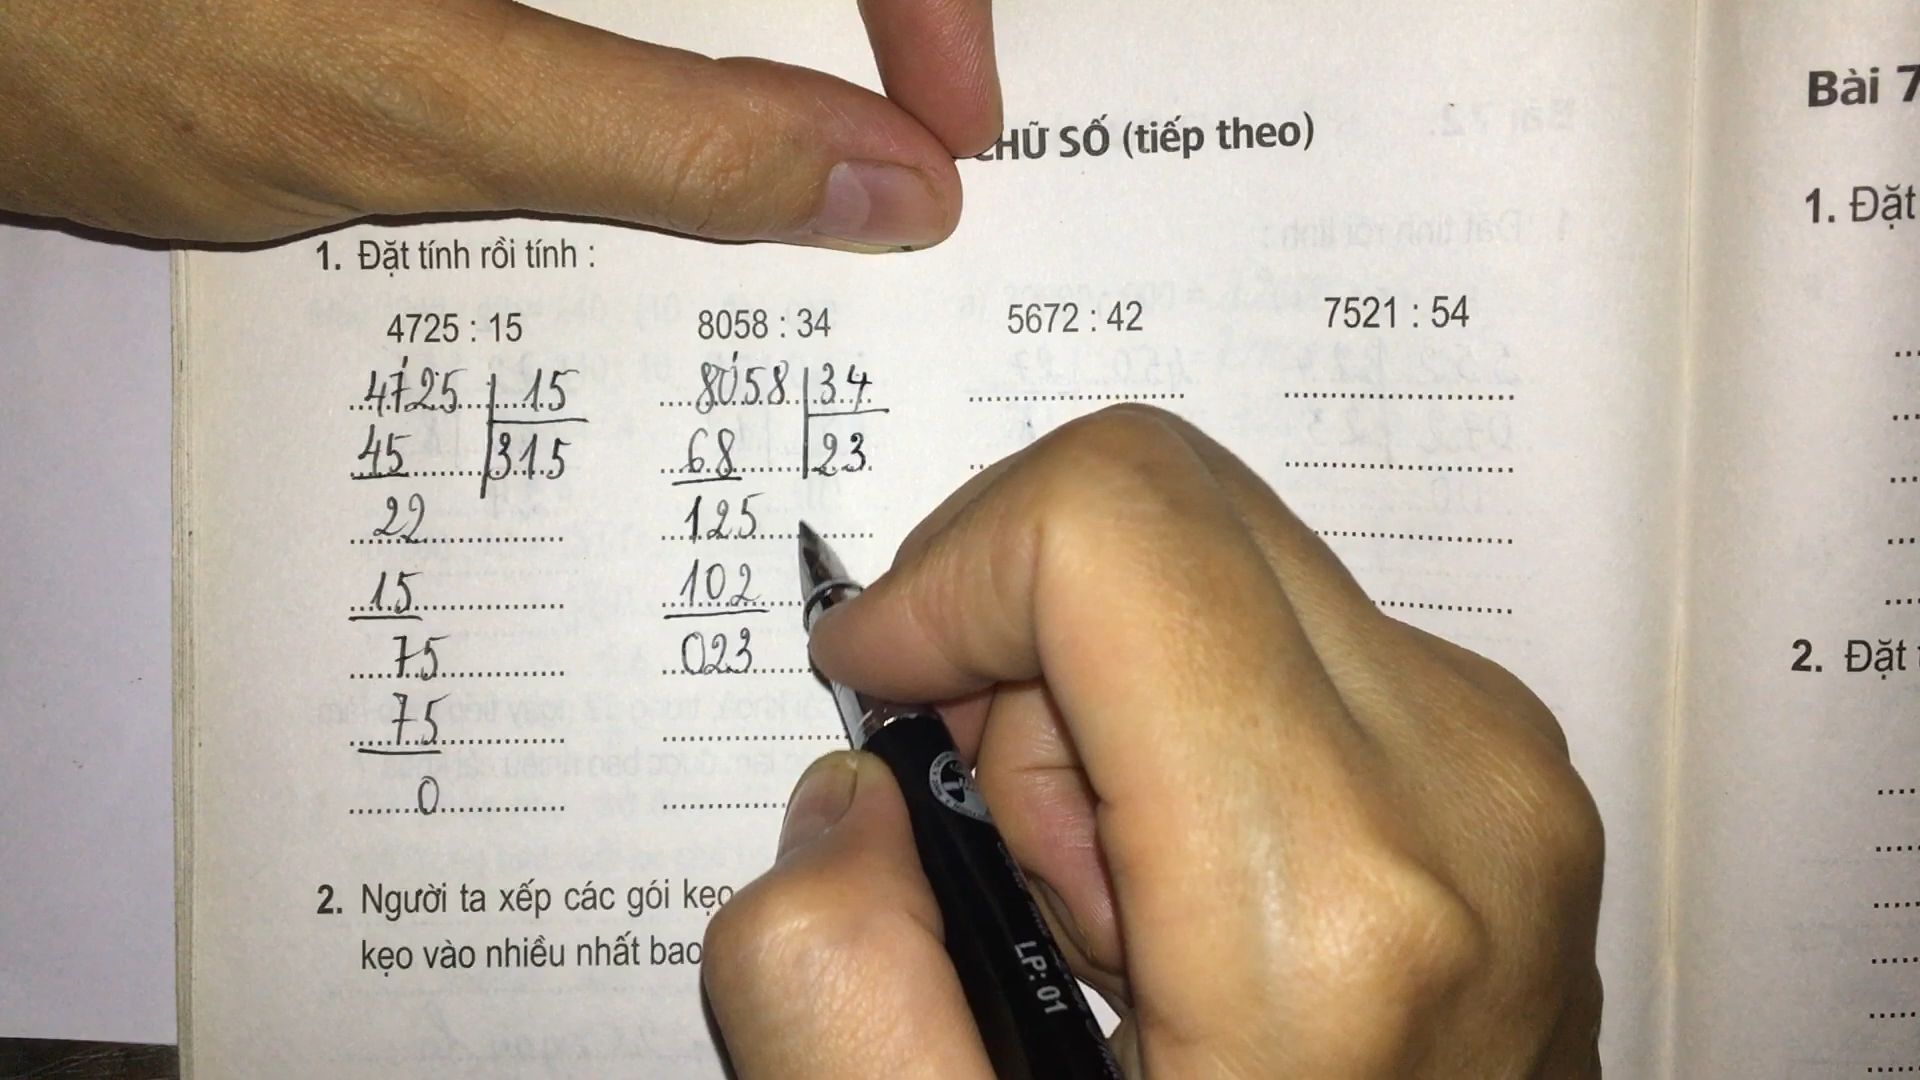 HỮ SỐ (tiếp theo)
1. Đặt tính rồi tính :
4725 : 15
8058 : 34
5672 : 42
7521 : 54
4725 15
45 315
22
15
75
75
0
8058 34
68 23
125
102
023
2. Người ta xếp các gói kẹo
kẹo vào nhiều nhất bao
LP: 01
Bài 7
1. Đặt
2. Đặt